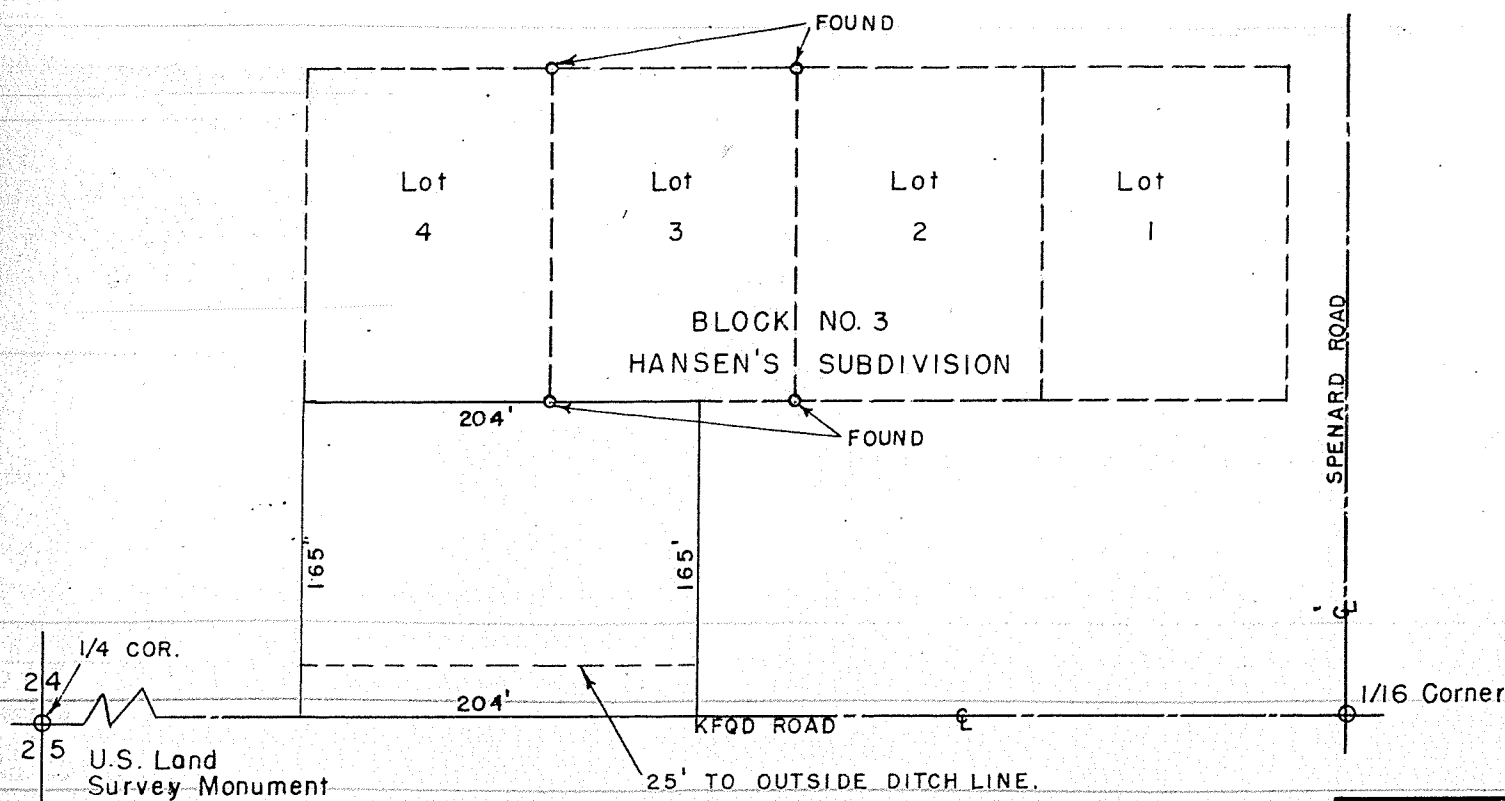 FOUND
Lot
4
Lot
3
Lot
2
Lot
1
BLOCK NO. 3
HANSEN'S SUBDIVISION
SPENARD ROAD
204'
FOUND
165'
165'
℄
1/4 COR.
24
25
204'
KFQD ROAD
℄
1/16 Corner
U.S. Land
Survey Monument
25' TO OUTSIDE DITCH LINE.